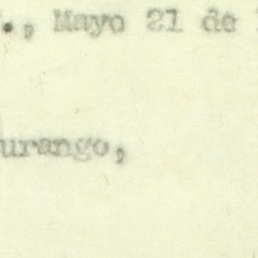 ., Mayo 21 de
urango,